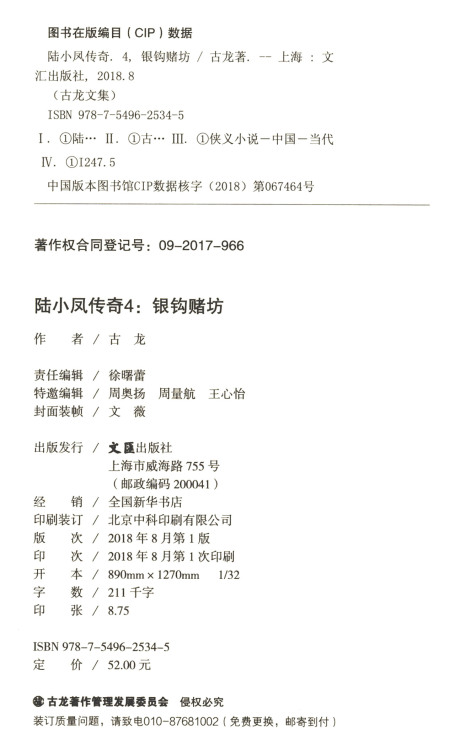 图书在版编目(CIP)数据
陆小凤传奇. 4, 银钩赌坊 / 古龙著. -- 上海 : 文
汇出版社, 2018.8
(古龙文集)
ISBN 978-7-5496-2534-5
Ⅰ. ①陆… Ⅱ. ①古… Ⅲ. ①侠义小说－中国－当代
Ⅳ. ①I247.5
中国版本图书馆CIP数据核字(2018)第067464号
著作权合同登记号: 09-2017-966
陆小凤传奇4: 银钩赌坊
作 者 / 古 龙
责任编辑 / 徐曙蕾
特邀编辑 / 周奥扬 周量航 王心怡
封面装帧 / 文 薇
出版发行 / 文匯出版社
上海市威海路 755 号
(邮政编码 200041)
经 销 / 全国新华书店
印刷装订 / 北京中科印刷有限公司
版 次 / 2018 年 8 月第 1 版
印 次 / 2018 年 8 月第 1 次印刷
开 本 / 890mm × 1270mm 1/32
字 数 / 211 千字
印 张 / 8.75
ISBN 978-7-5496-2534-5
定 价 / 52.00 元
古龙著作管理发展委员会 侵权必究
装订质量问题, 请致电010-87681002(免费更换, 邮寄到付)